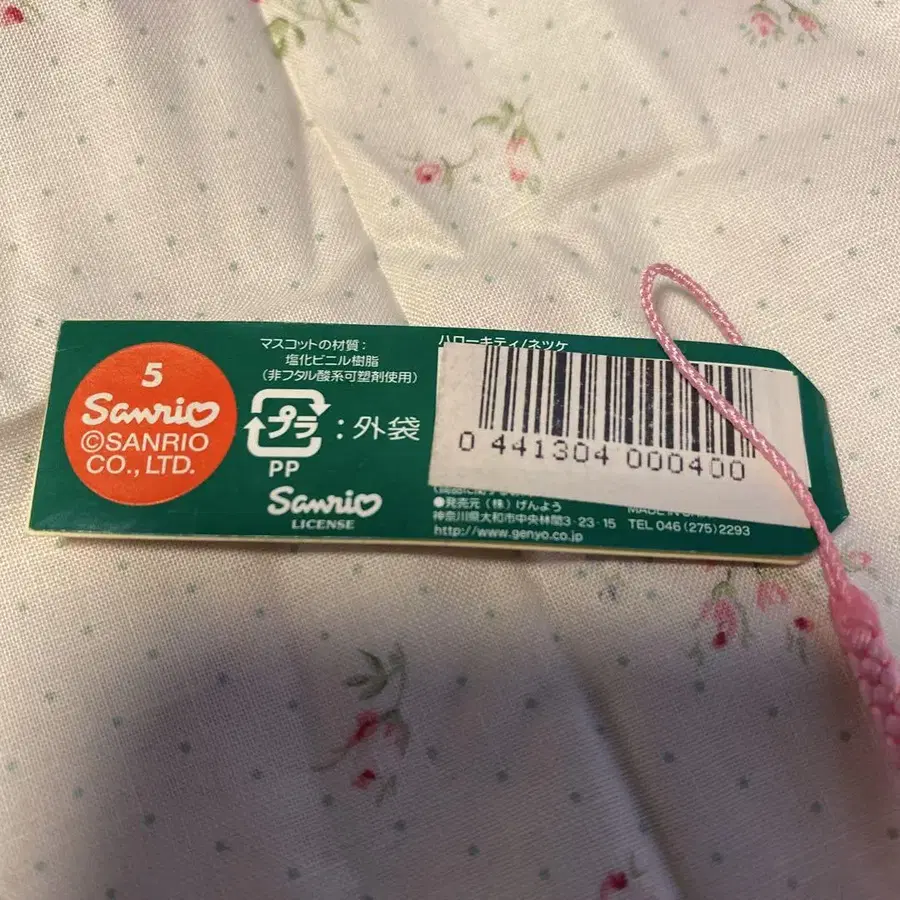 5
Sanrio
©SANRIO
CO., LTD.
マスコットの材質:
塩化ビニル樹脂
(非フタル酸系可塑剤使用)
プラ :外袋
PP
Sanrio
LICENSE
ハローキティ/ネツケ
0 441304 000400
●発売元 (株) げんよう
神奈川県大和市中央林間3-23-15 TEL 046 (275) 2293
http://www.genyo.co.jp